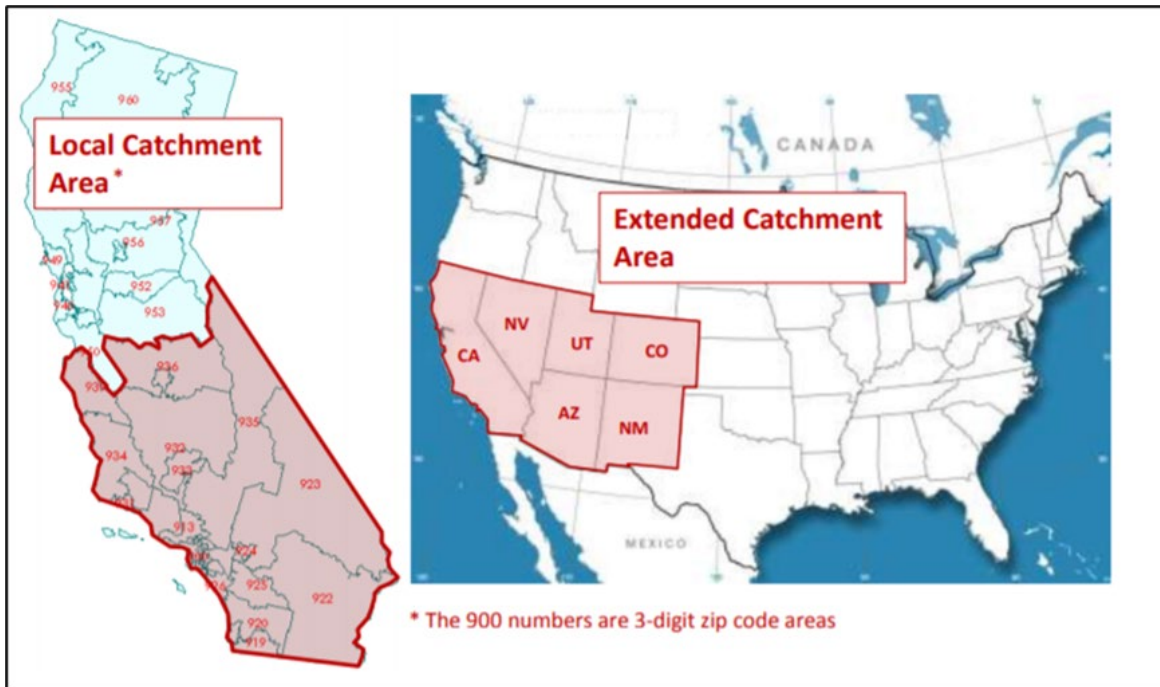 955
960
Local Catchment
Area *
957
956
949
952
953
936
935
934
932
933
923
913
924
925
922
920
919
CANADA
Extended Catchment
Area
NV
UT
CO
CA
AZ
NM
MEXICO
* The 900 numbers are 3-digit zip code areas